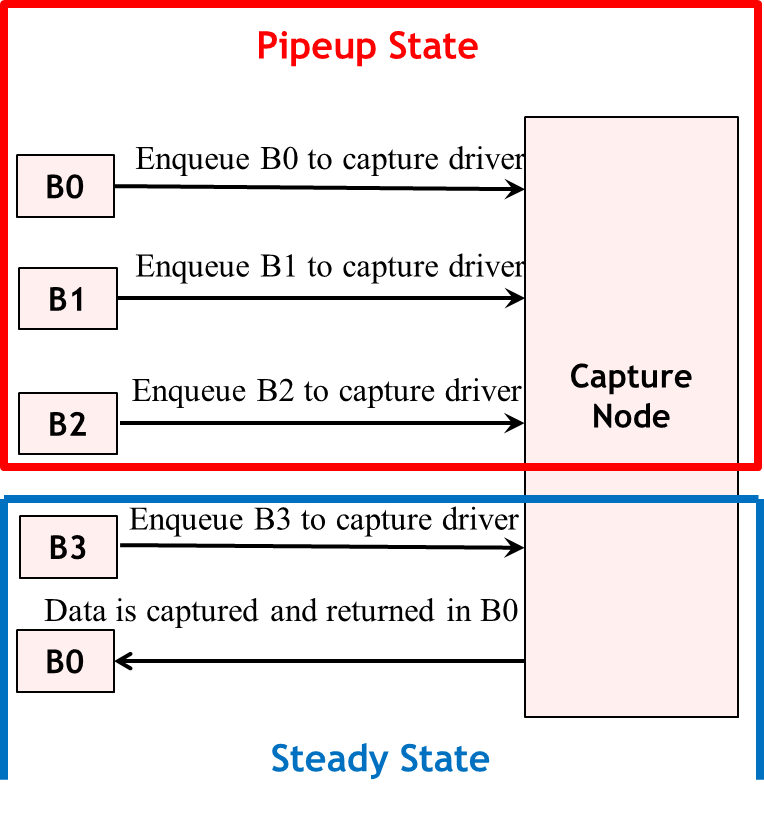 Pipeup State
Enqueue B0 to capture driver
B0
Enqueue B1 to capture driver
B1
Capture
Node
Enqueue B2 to capture driver
B2
Enqueue B3 to capture driver
B3
Data is captured and returned in B0
B0
Steady State